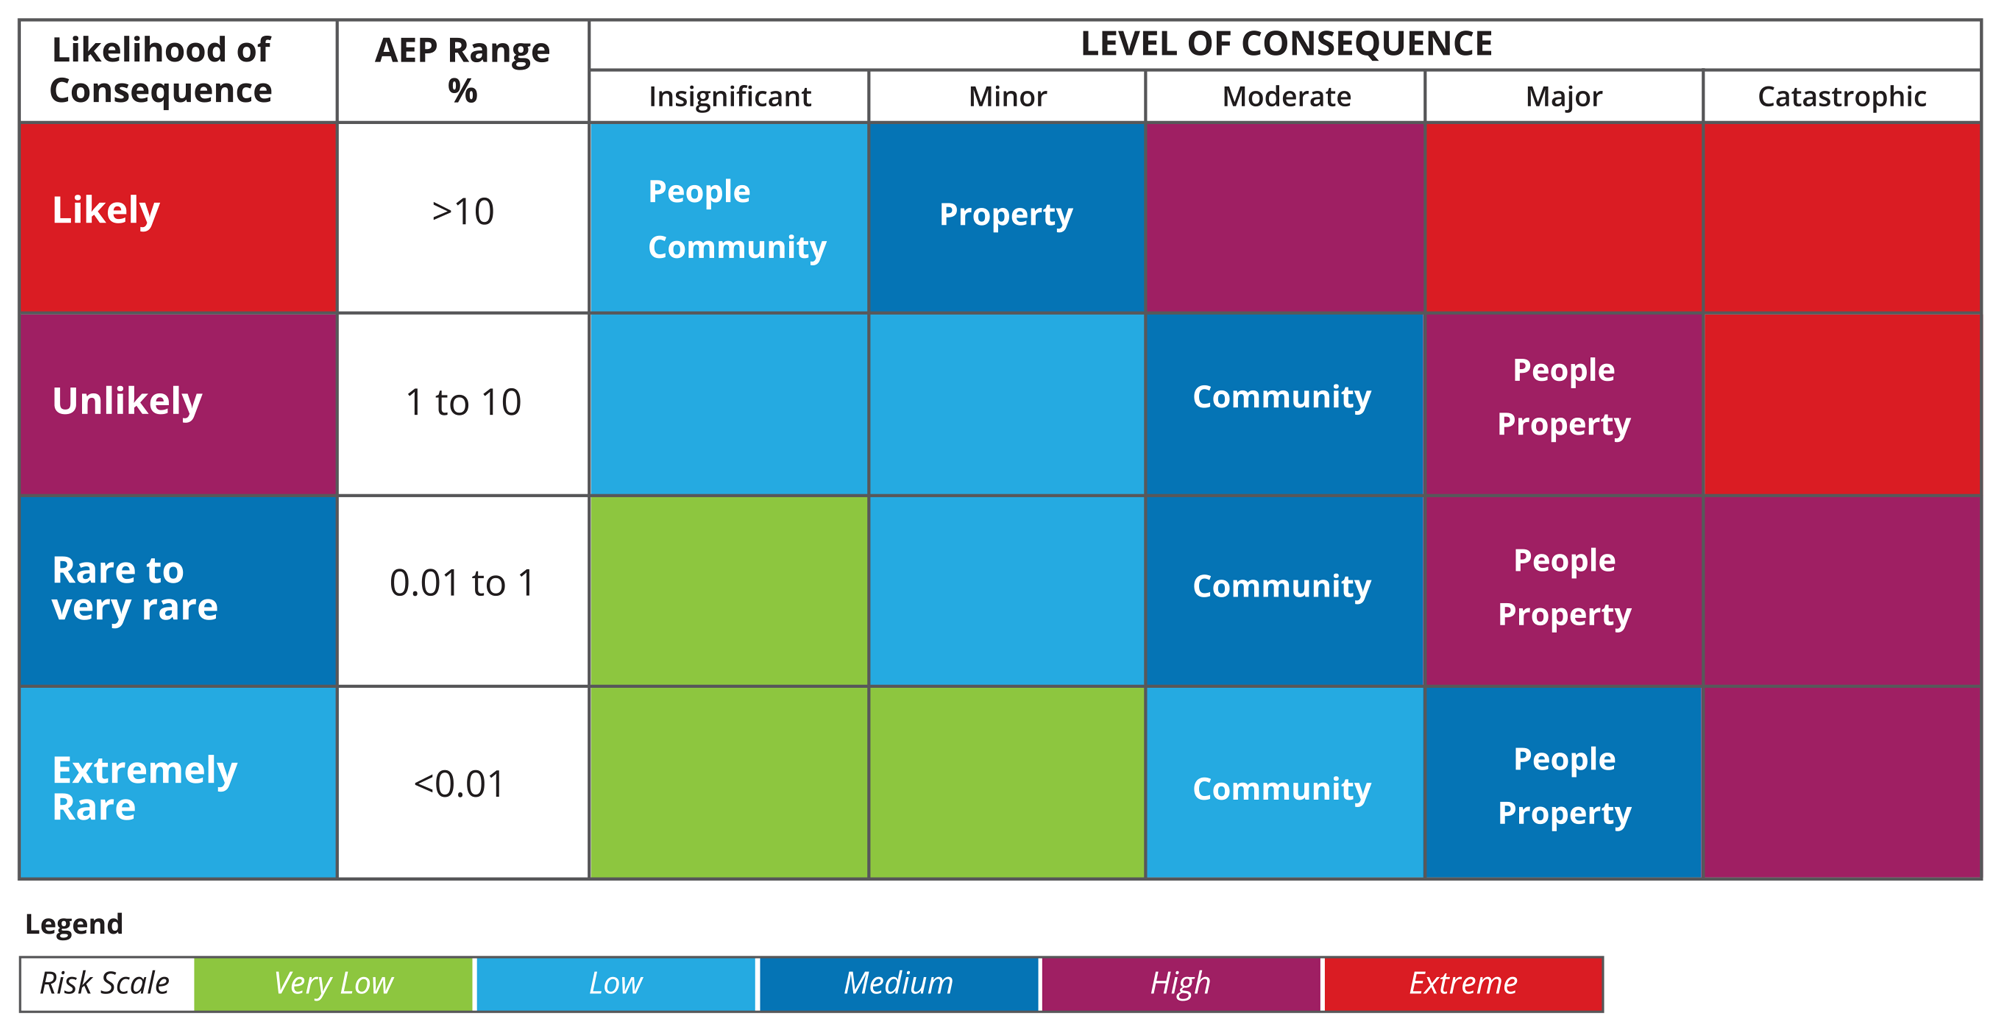 Likelihood of
Consequence
AEP Range
%
LEVEL OF CONSEQUENCE
Insignificant
Minor
Moderate
Major
Catastrophic
Likely
>10
People
Community
Property
Unlikely
1 to 10
Community
People
Property
Rare to
very rare
0.01 to 1
Community
People
Property
Extremely
Rare
<0.01
Community
People
Property
Legend
Risk Scale
Very Low
Low
Medium
High
Extreme